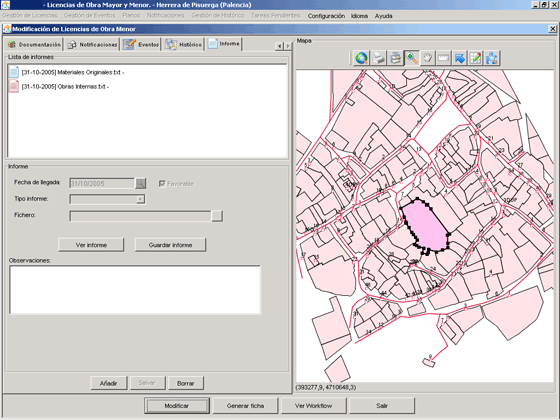 - Licencias de Obra Mayor y Menor. - Herrera de Pisuerga (Palencia)
Gestión de Licencias Gestión de Eventos Planos Notificaciones Gestión de Histórico Tareas Pendientes Configuración Idioma Ayuda
Modificación de Licencias de Obra Menor
Documentación Notificaciones Eventos Histórico Informe
Mapa
Lista de informes
[31-10-2005] Materiales Originales.txt -
[31-10-2005] Obras Internas.txt -
Informe
Fecha de llegada: 31/10/2005 Favorable
Tipo informe:
Fichero:
Ver informe Guardar informe
Observaciones:
Añadir Salvar Borrar
(393277,9, 4710648,3)
Modificar Generar ficha Ver Workflow Salir